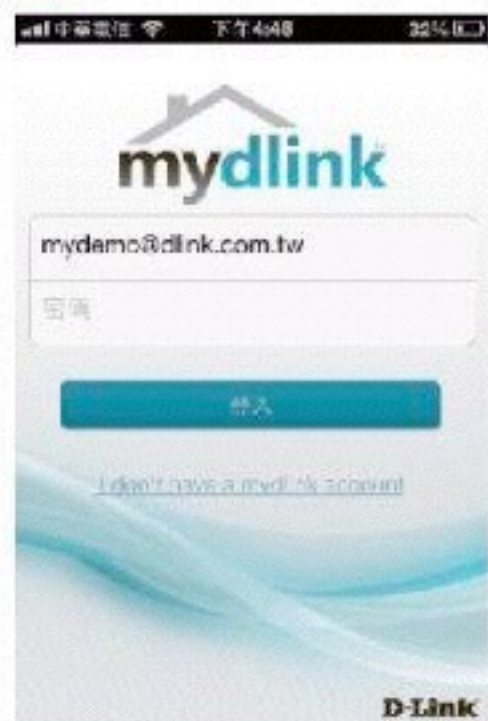 中華電信 下午4:48 32%
mydlink
mydemo@dlink.com.tw
密碼
登入
I don't have a mydlink account
D-Link